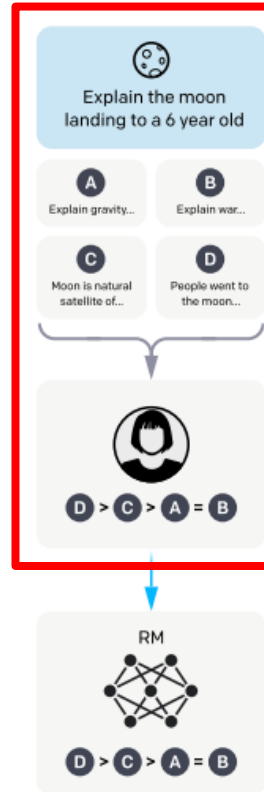 Explain the moon
landing to a 6 year old
A
B
Explain gravity...
Explain war...
C
D
Moon is natural
satellite of...
People went to
the moon...
D > C > A = B
RM
D > C > A = B